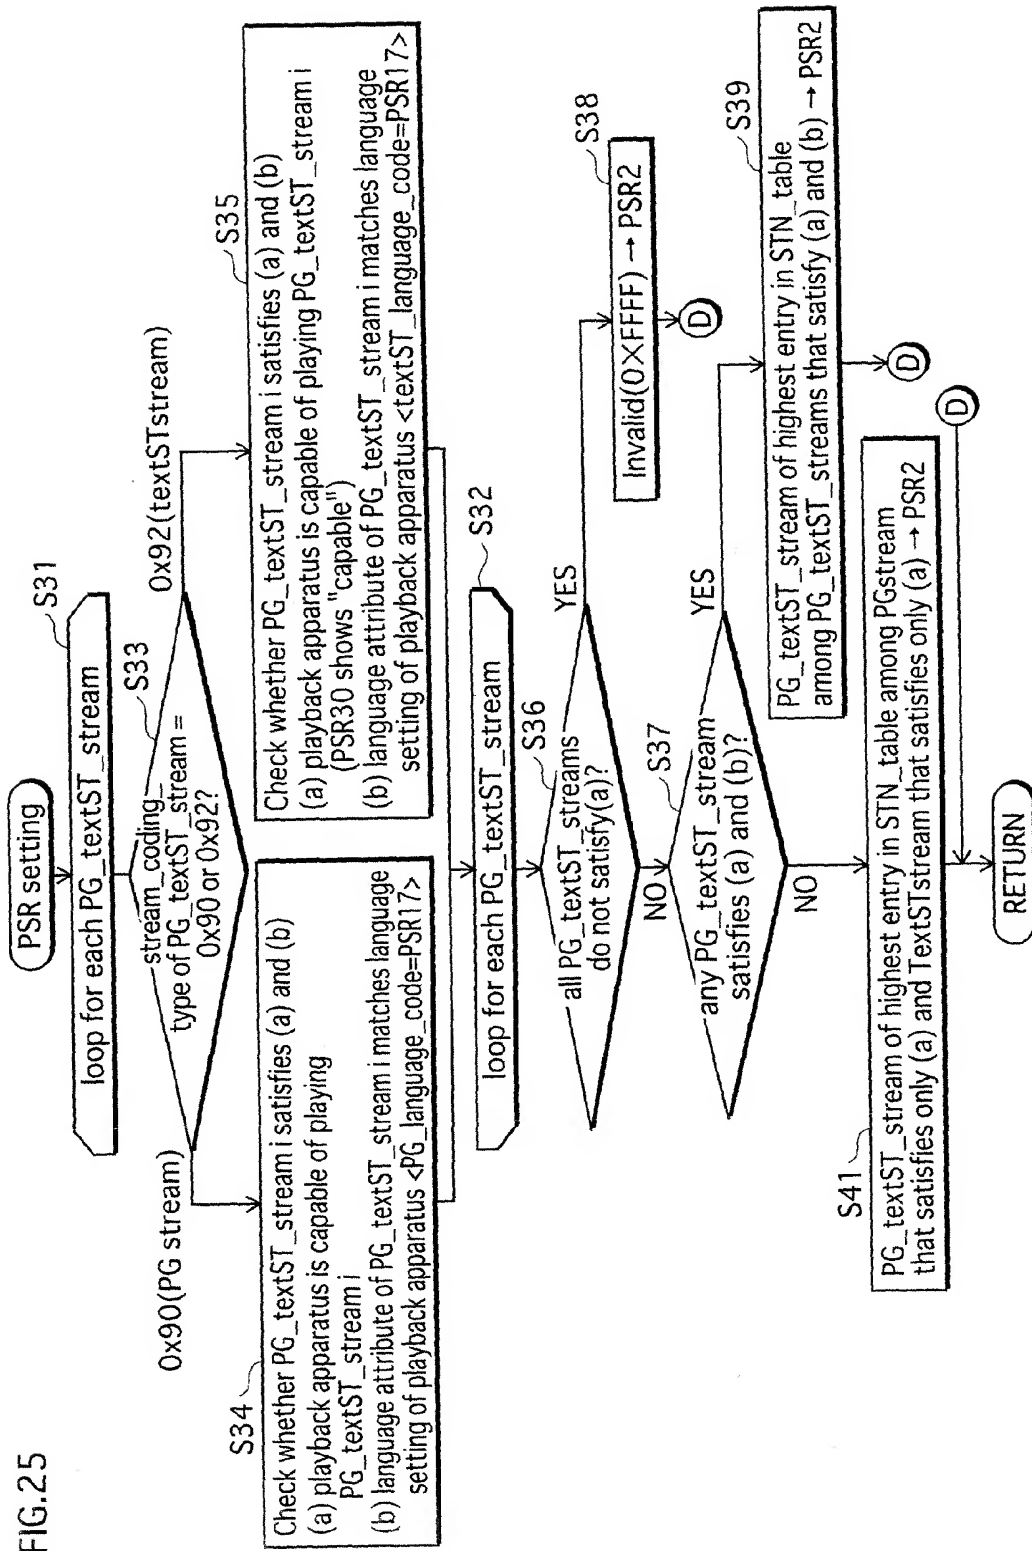 FIG.25
PSR setting
S31
loop for each PG_textST_stream
S33
stream_coding_
type of PG_textST_stream =
0x90 or 0x92?
0x90(PG stream)
0x92(textSTstream)
S34
Check whether PG_textST_stream i satisfies (a) and (b)
(a) playback apparatus is capable of playing
PG_textST_stream i
(b) language attribute of PG_textST_stream i matches language
setting of playback apparatus <PG_language_code=PSR17>
S35
Check whether PG_textST_stream i satisfies (a) and (b)
(a) playback apparatus is capable of playing PG_textST_stream i
(PSR30 shows "capable")
(b) language attribute of PG_textST_stream i matches language
setting of playback apparatus <textST_language_code=PSR17>
S32
loop for each PG_textST_stream
S36
all PG_textST_streams
do not satisfy(a)?
YES
S38
Invalid(0XFFFF) → PSR2
D
NO
S37
any PG_textST_stream
satisfies (a) and (b)?
YES
S39
PG_textST_stream of highest entry in STN_table
among PG_textST_streams that satisfy (a) and (b) → PSR2
D
NO
S41
PG_textST_stream of highest entry in STN_table among PGstream
that satisfies only (a) and TextSTstream that satisfies only (a) → PSR2
D
RETURN